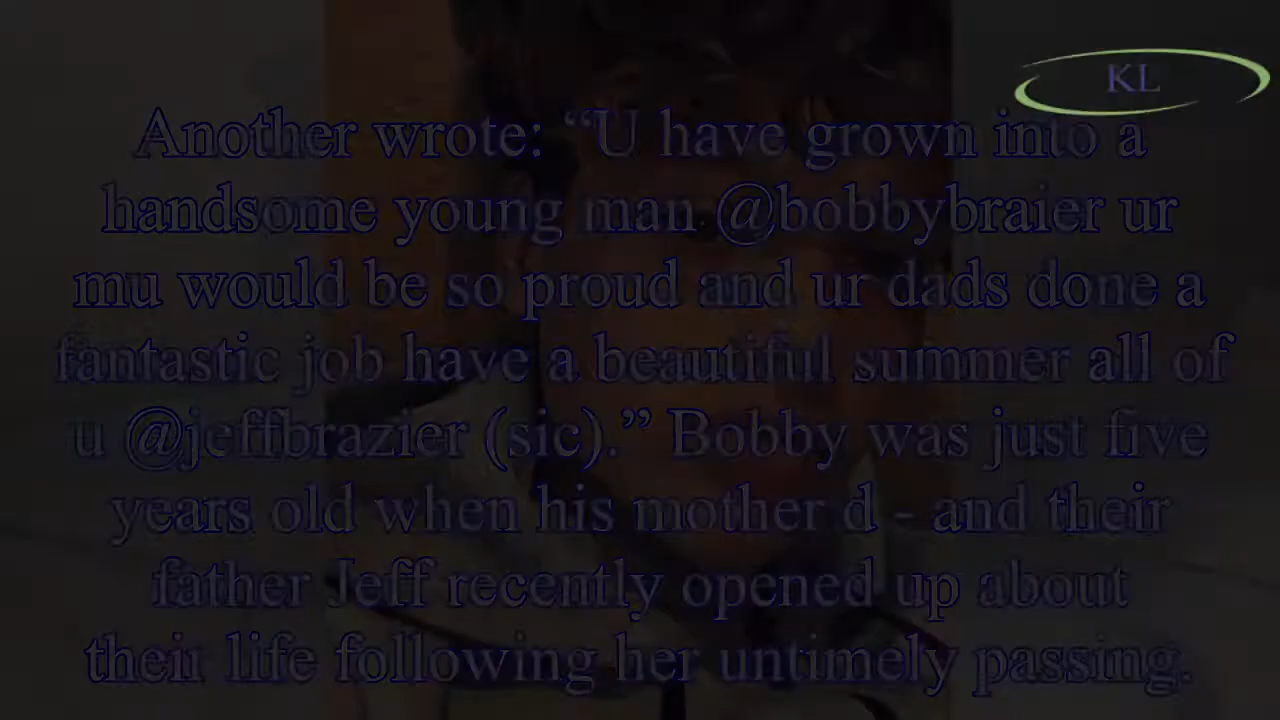 KL
Another wrote: “U have grown into a
handsome young man @bobbybraier ur
mu would be so proud and ur dads done a
fantastic job have a beautiful summer all of
u @jeffbrazier (sic).” Bobby was just five
years old when his mother d - and their
father Jeff recently opened up about
their life following her untimely passing.